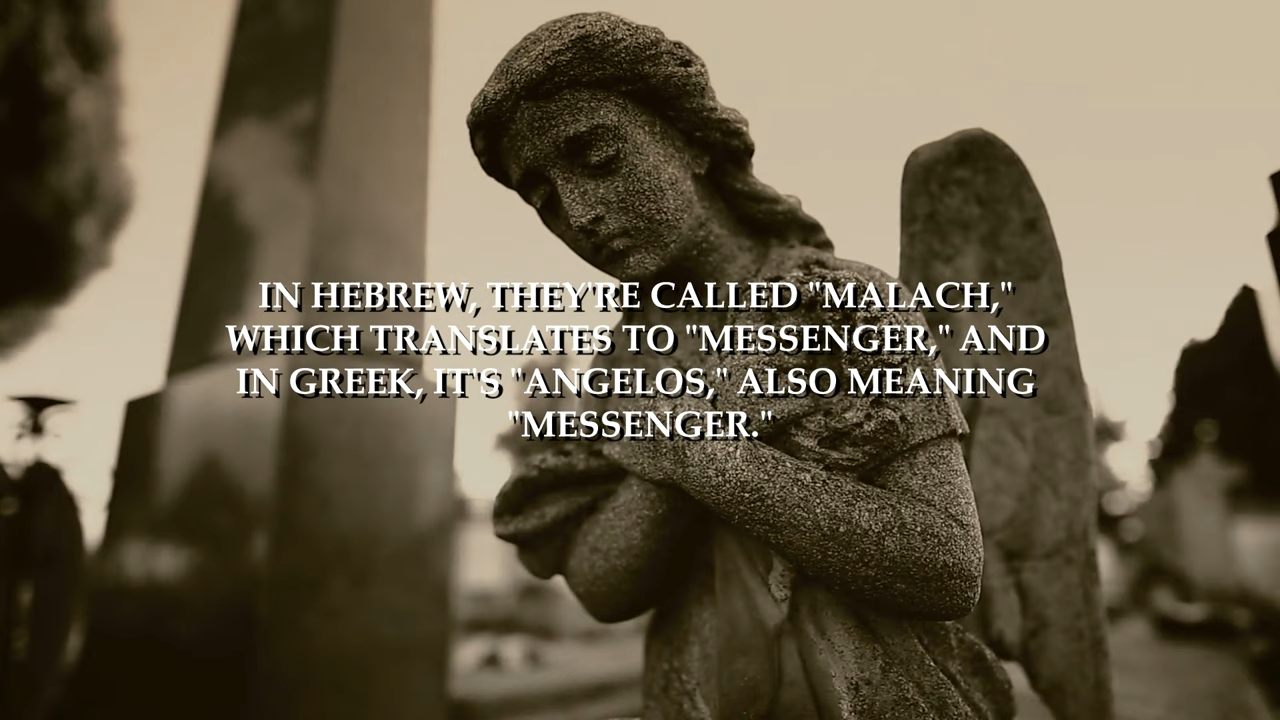 IN HEBREW, THEY'RE CALLED "MALACH,"
WHICH TRANSLATES TO "MESSENGER," AND
IN GREEK, IT'S "ANGELOS," ALSO MEANING
"MESSENGER."